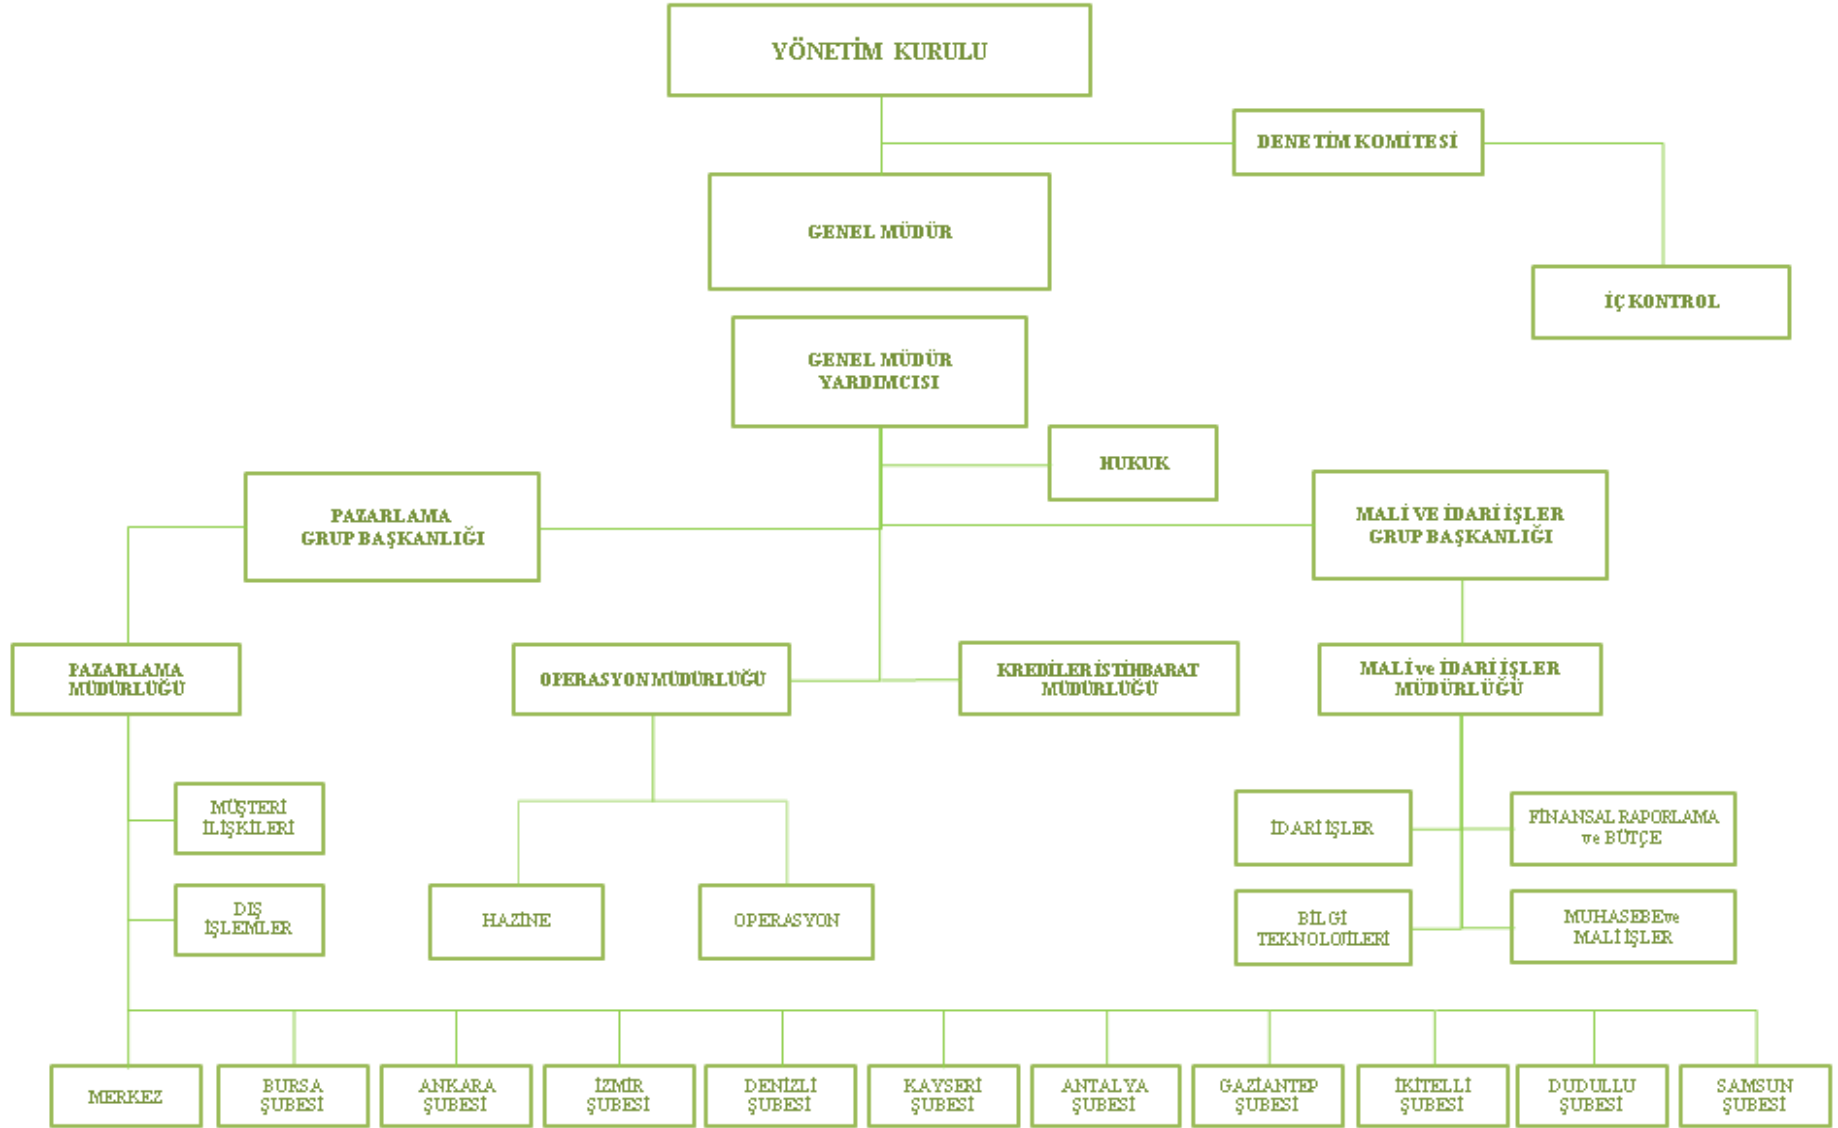 YÖNETİM KURULU
DENETİM KOMİTESİ
GENEL MÜDÜR
İÇ KONTROL
GENEL MÜDÜR
YARDIMCISI
HUKUK
PAZARLAMA
GRUP BAŞKANLIĞI
MALİ VE İDARİ İŞLER
GRUP BAŞKANLIĞI
PAZARLAMA
MÜDÜRLÜĞÜ
OPERASYON MÜDÜRLÜĞÜ
KREDİLER İSTİHBARAT
MÜDÜRLÜĞÜ
MALİ ve İDARİ İŞLER
MÜDÜRLÜĞÜ
MÜŞTERİ
İLİŞKİLERİ
İDARİ İŞLER
FİNANSAL RAPORLAMA
ve BÜTÇE
DIŞ
İŞLEMLER
HAZİNE
OPERASYON
BİLGİ
TEKNOLOJİLERİ
MUHASEBE ve
MALİ İŞLER
MERKEZ
BURSA
ŞUBESİ
ANKARA
ŞUBESİ
İZMİR
ŞUBESİ
DENİZLİ
ŞUBESİ
KAYSERİ
ŞUBESİ
ANTALYA
ŞUBESİ
GAZİANTEP
ŞUBESİ
İKİTELLİ
ŞUBESİ
DUDULLU
ŞUBESİ
SAMSUN
ŞUBESİ